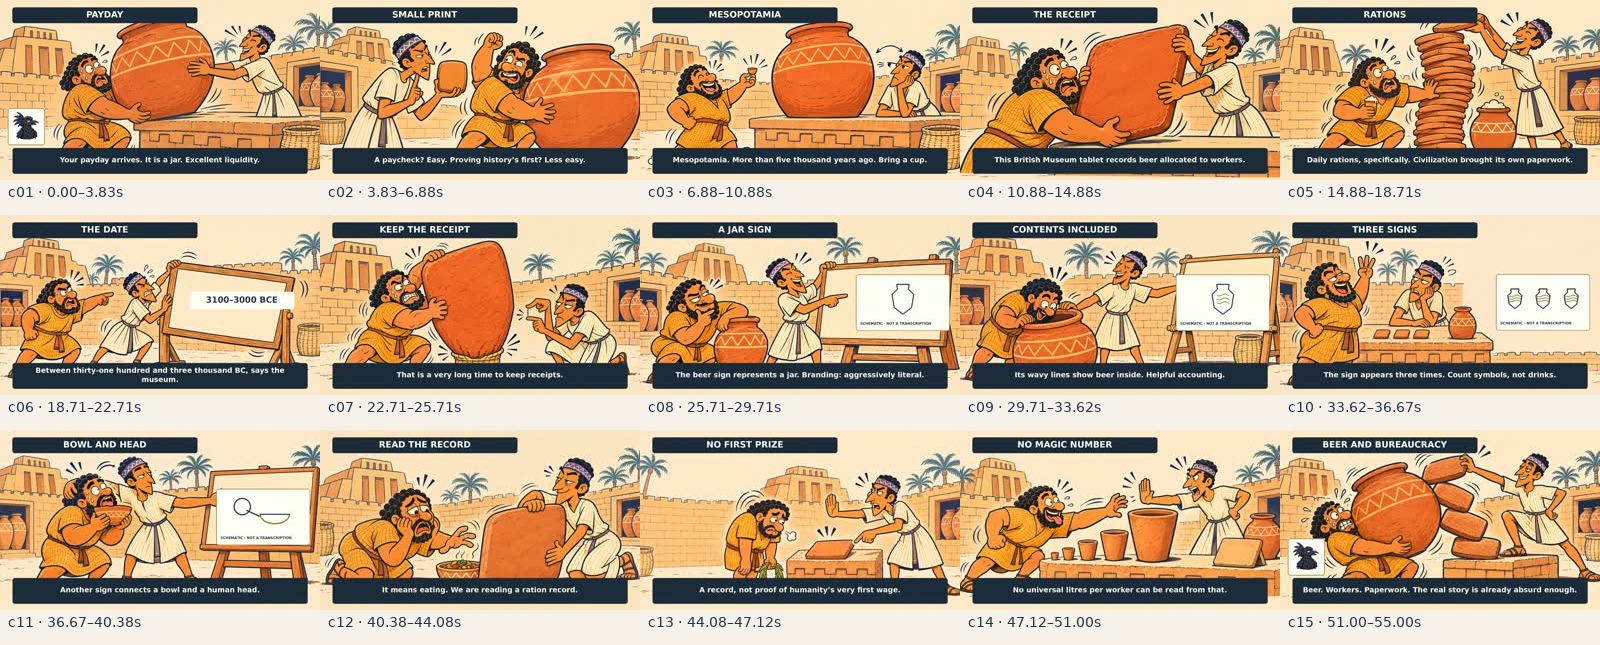 PAYDAY
Your payday arrives. It is a jar. Excellent liquidity.
c01 · 0.00–3.83s
SMALL PRINT
A paycheck? Easy. Proving history’s first? Less easy.
c02 · 3.83–6.88s
MESOPOTAMIA
Mesopotamia. More than five thousand years ago. Bring a cup.
c03 · 6.88–10.88s
THE RECEIPT
This British Museum tablet records beer allocated to workers.
c04 · 10.88–14.88s
RATIONS
Daily rations, specifically. Civilization brought its own paperwork.
c05 · 14.88–18.71s
THE DATE
3100–3000 BCE
Between thirty-one hundred and three thousand BC, says the
museum.
c06 · 18.71–22.71s
KEEP THE RECEIPT
That is a very long time to keep receipts.
c07 · 22.71–25.71s
A JAR SIGN
SCHEMATIC · NOT A TRANSCRIPTION
The beer sign represents a jar. Branding: aggressively literal.
c08 · 25.71–29.71s
CONTENTS INCLUDED
SCHEMATIC · NOT A TRANSCRIPTION
Its wavy lines show beer inside. Helpful accounting.
c09 · 29.71–33.62s
THREE SIGNS
SCHEMATIC · NOT A TRANSCRIPTION
The sign appears three times. Count symbols, not drinks.
c10 · 33.62–36.67s
BOWL AND HEAD
SCHEMATIC · NOT A TRANSCRIPTION
Another sign connects a bowl and a human head.
c11 · 36.67–40.38s
READ THE RECORD
It means eating. We are reading a ration record.
c12 · 40.38–44.08s
NO FIRST PRIZE
A record, not proof of humanity’s very first wage.
c13 · 44.08–47.12s
NO MAGIC NUMBER
No universal litres per worker can be read from that.
c14 · 47.12–51.00s
BEER AND BUREAUCRACY
Beer. Workers. Paperwork. The real story is already absurd enough.
c15 · 51.00–55.00s